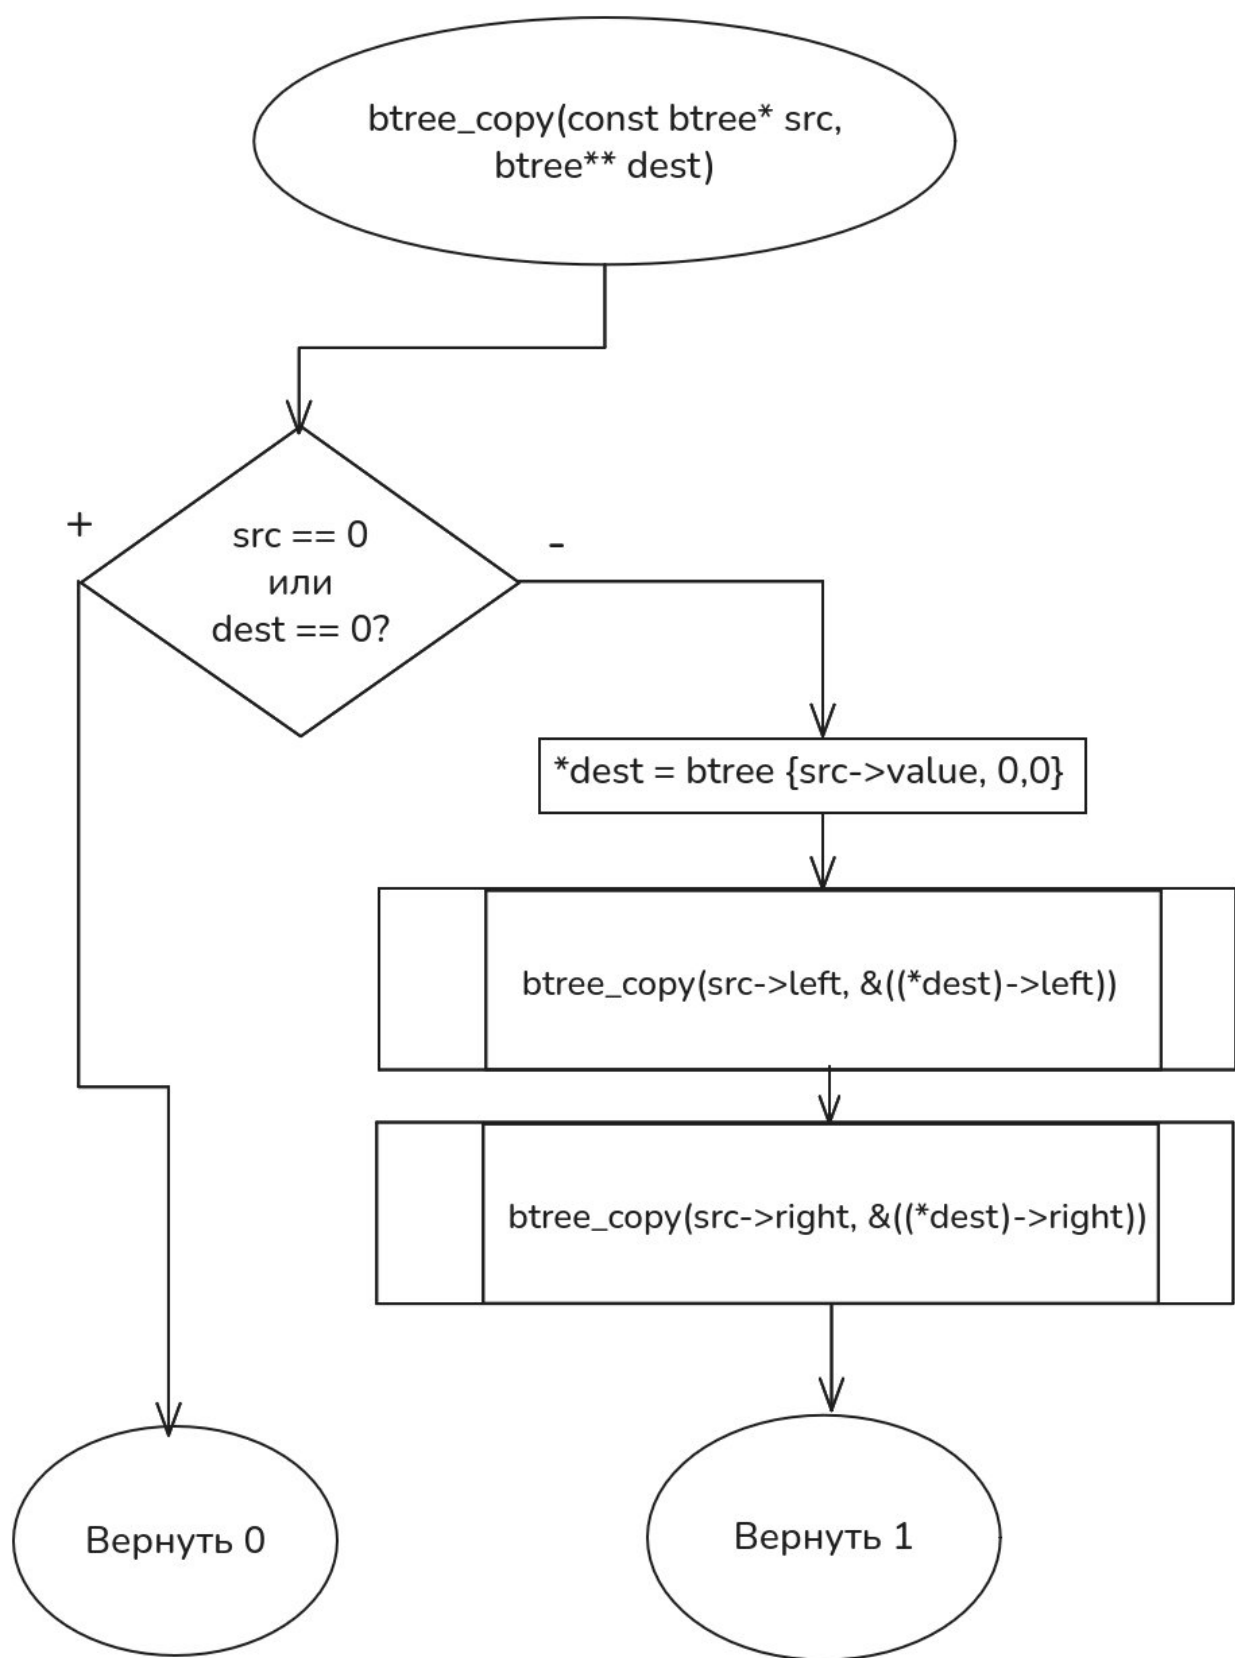 btree_copy(const btree* src,
btree** dest)
+
src == 0
или
dest == 0?
-
*dest = btree {src->value, 0,0}
btree_copy(src->left, &((*dest)->left))
btree_copy(src->right, &((*dest)->right))
Вернуть 0
Вернуть 1